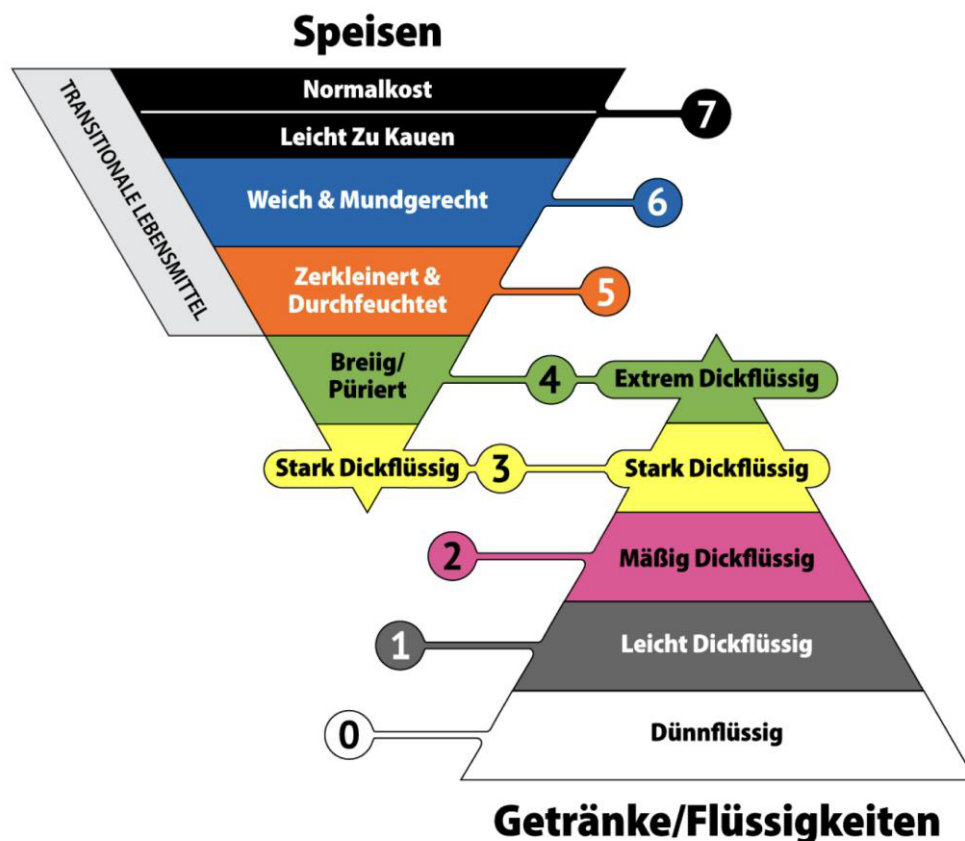 Speisen
TRANSITIONALE LEBENSMITTEL
Normalkost
7
Leicht Zu Kauen
Weich & Mundgerecht
6
Zerkleinert &
Durchfeuchtet
5
Breiig/
Püriert
4
Extrem Dickflüssig
Stark Dickflüssig
3
Stark Dickflüssig
2
Mäßig Dickflüssig
1
Leicht Dickflüssig
0
Dünnflüssig
Getränke/Flüssigkeiten